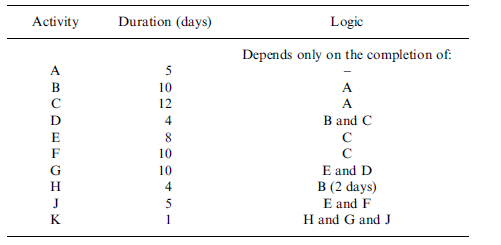 Activity Duration (days) Logic
Depends only on the completion of:
A 5 –
B 10 A
C 12 A
D 4 B and C
E 8 C
F 10 C
G 10 E and D
H 4 B (2 days)
J 5 E and F
K 1 H and G and J